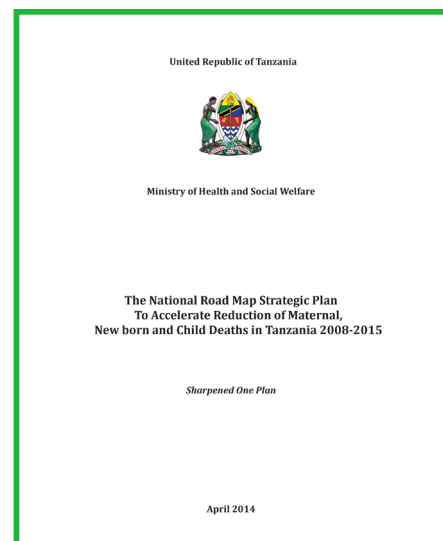 United Republic of Tanzania
Ministry of Health and Social Welfare
The National Road Map Strategic Plan
To Accelerate Reduction of Maternal,
New born and Child Deaths in Tanzania 2008-2015
Sharpened One Plan
April 2014